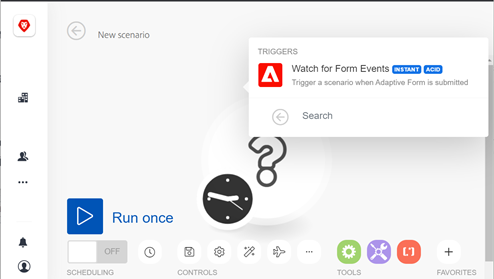 New scenario
TRIGGERS
Watch for Form Events INSTANT ACID
Trigger a scenario when Adaptive Form is submitted
Search
Run once
OFF
SCHEDULING
CONTROLS
TOOLS
FAVORITES